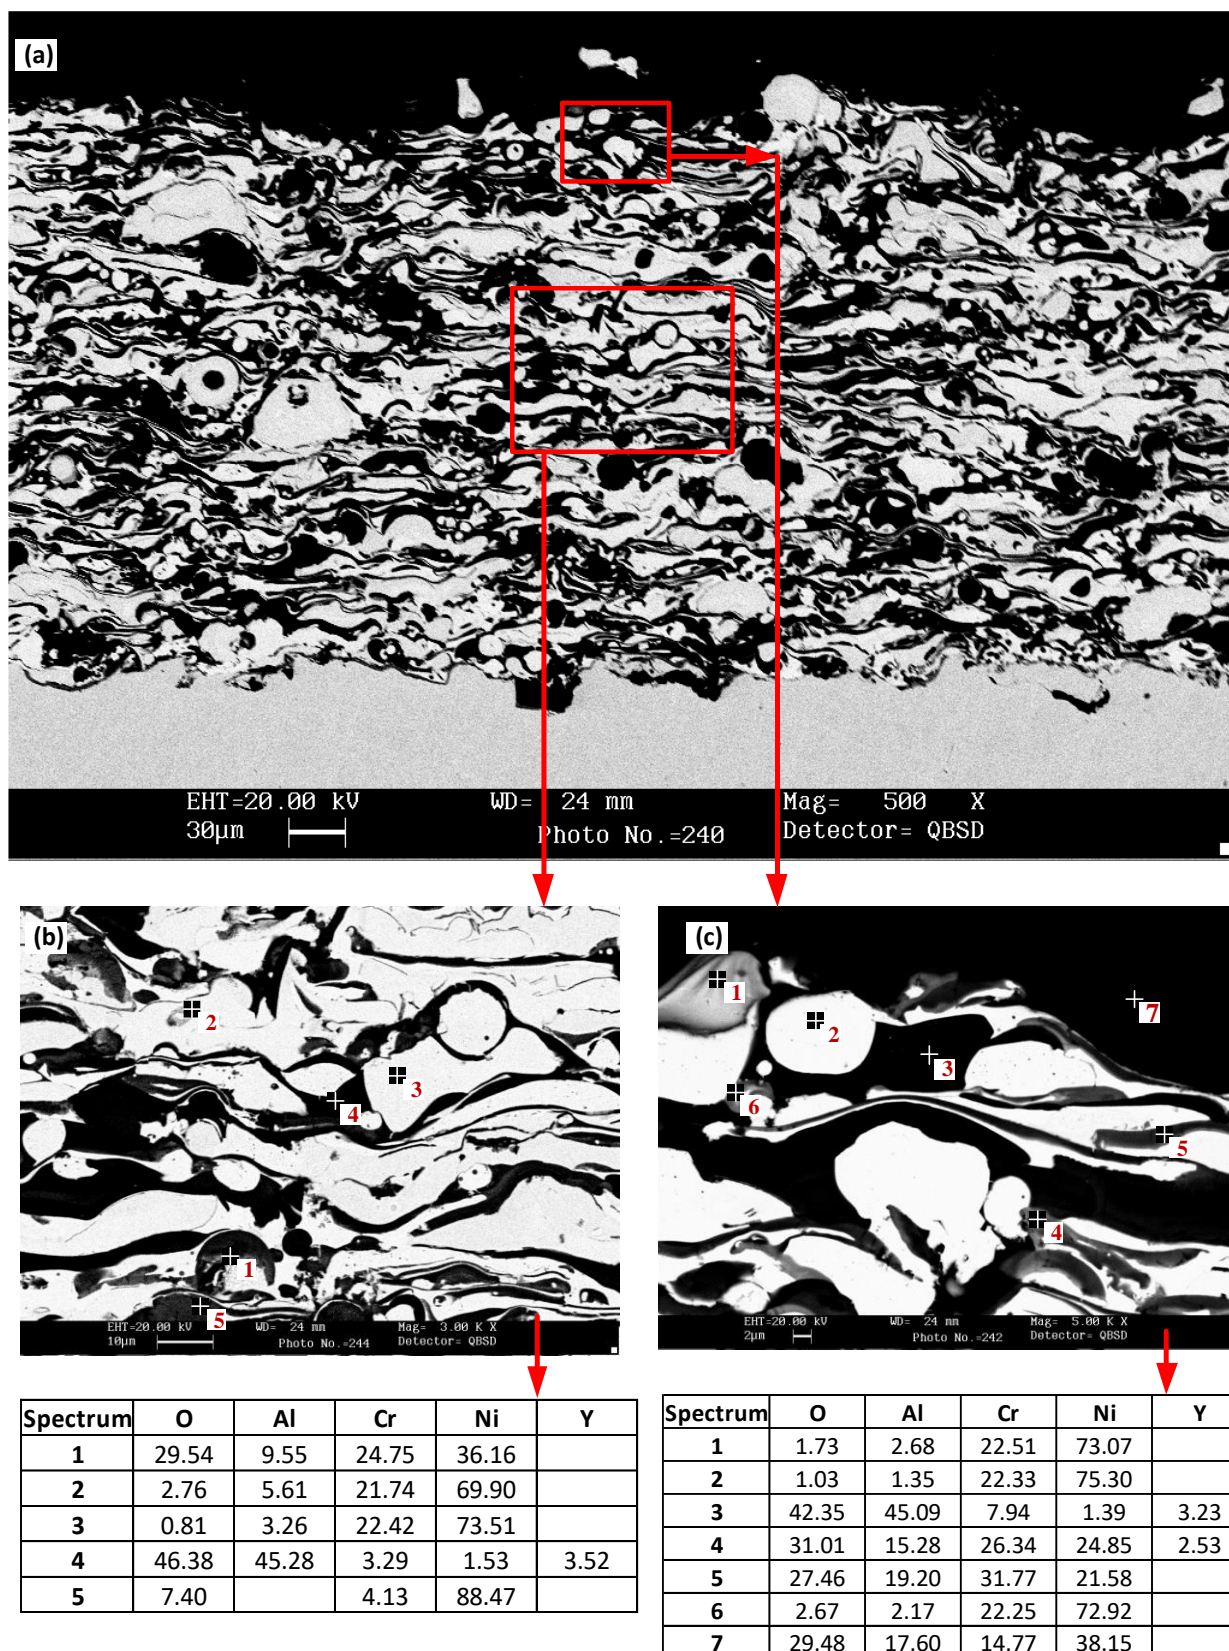 (a)
EHT=20.00 kV WD= 24 mm Mag= 500 X
30µm Photo No.=240 Detector= QBSD
(b)
2
3
4
1
5
EHT=20.00 kV WD= 24 mm Mag= 3.00 K X
10µm Photo No.=244 Detector= QBSD
(c)
1
2
7
3
6
5
4
EHT=20.00 kV WD= 24 mm Mag= 5.00 K X
2µm Photo No.=242 Detector= QBSD
Spectrum O Al Cr Ni Y
1 29.54 9.55 24.75 36.16
2 2.76 5.61 21.74 69.90
3 0.81 3.26 22.42 73.51
4 46.38 45.28 3.29 1.53 3.52
5 7.40 4.13 88.47
Spectrum O Al Cr Ni Y
1 1.73 2.68 22.51 73.07
2 1.03 1.35 22.33 75.30
3 42.35 45.09 7.94 1.39 3.23
4 31.01 15.28 26.34 24.85 2.53
5 27.46 19.20 31.77 21.58
6 2.67 2.17 22.25 72.92
7 29.48 17.60 14.77 38.15